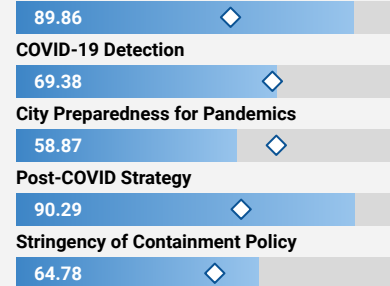 89.86
COVID-19 Detection
69.38
City Preparedness for Pandemics
58.87
Post-COVID Strategy
90.29
Stringency of Containment Policy
64.78